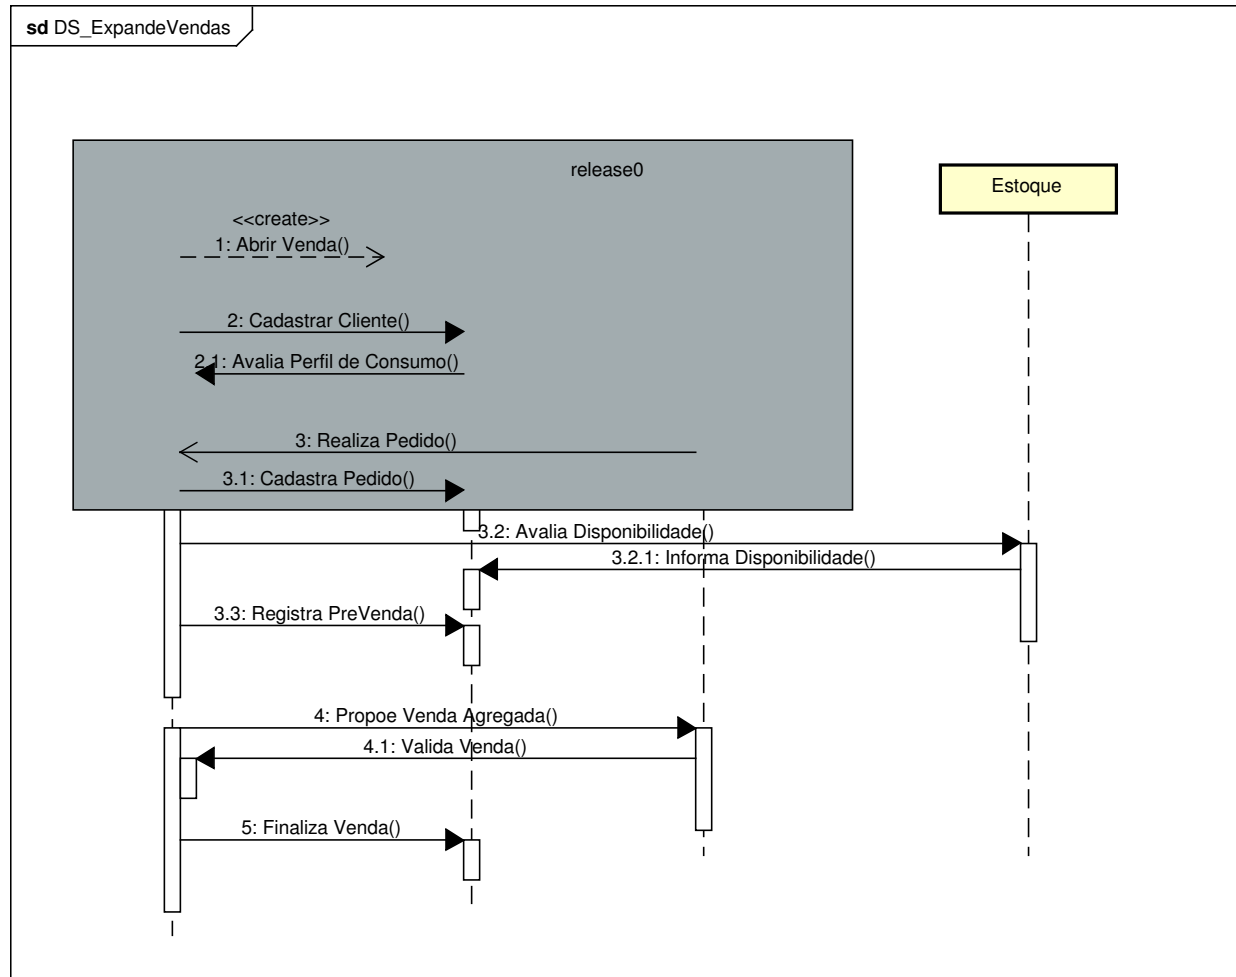 sd DS_ExpandeVendas
release0
Estoque
<<create>>
1: Abrir Venda()
2: Cadastrar Cliente()
2.1: Avalia Perfil de Consumo()
3: Realiza Pedido()
3.1: Cadastra Pedido()
3.2: Avalia Disponibilidade()
3.2.1: Informa Disponibilidade()
3.3: Registra PreVenda()
4: Propoe Venda Agregada()
4.1: Valida Venda()
5: Finaliza Venda()